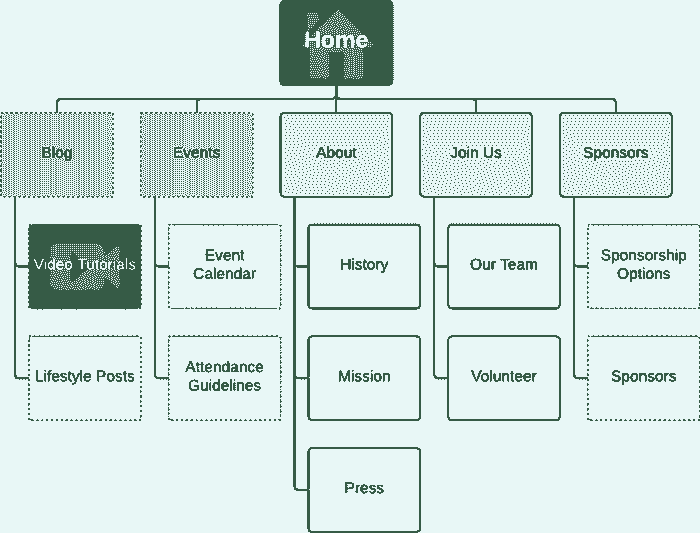 Home
Blog
Events
About
Join Us
Sponsors
Video Tutorials
Event
Calendar
History
Our Team
Sponsorship
Options
Lifestyle Posts
Attendance
Guidelines
Mission
Volunteer
Sponsors
Press